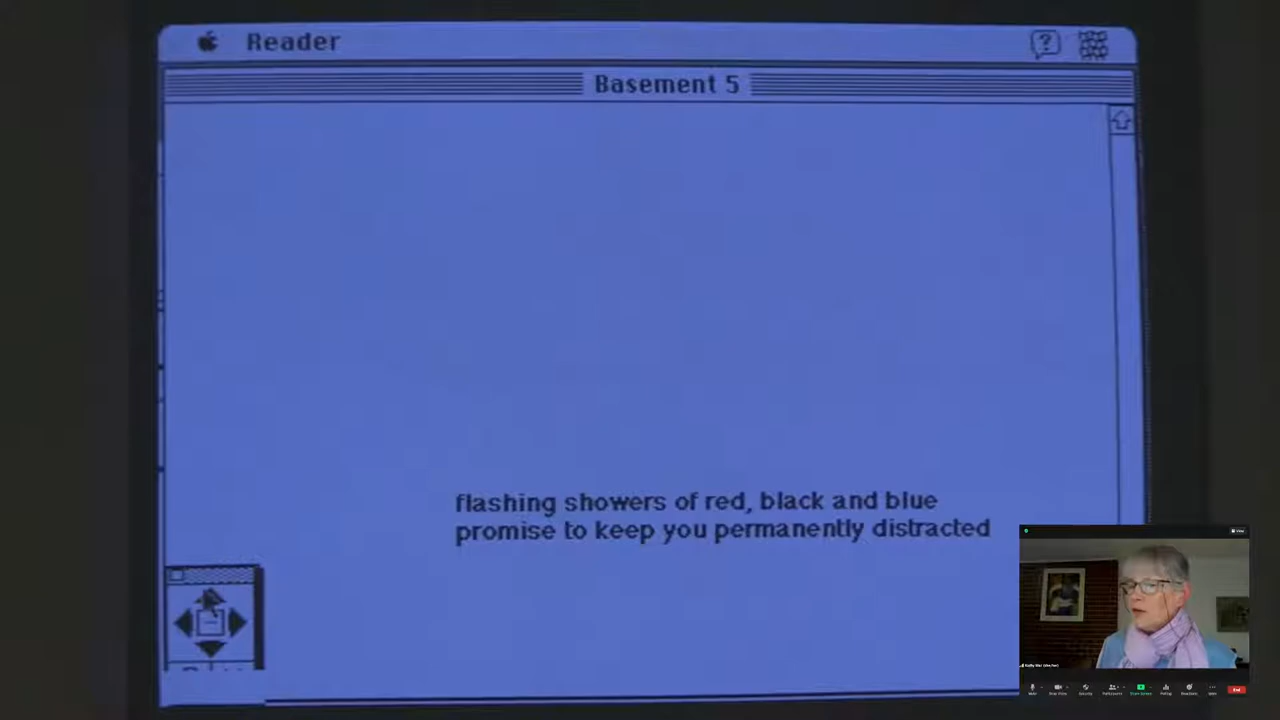 Reader
Basement 5
flashing showers of red, black and blue
promise to keep you permanently distracted